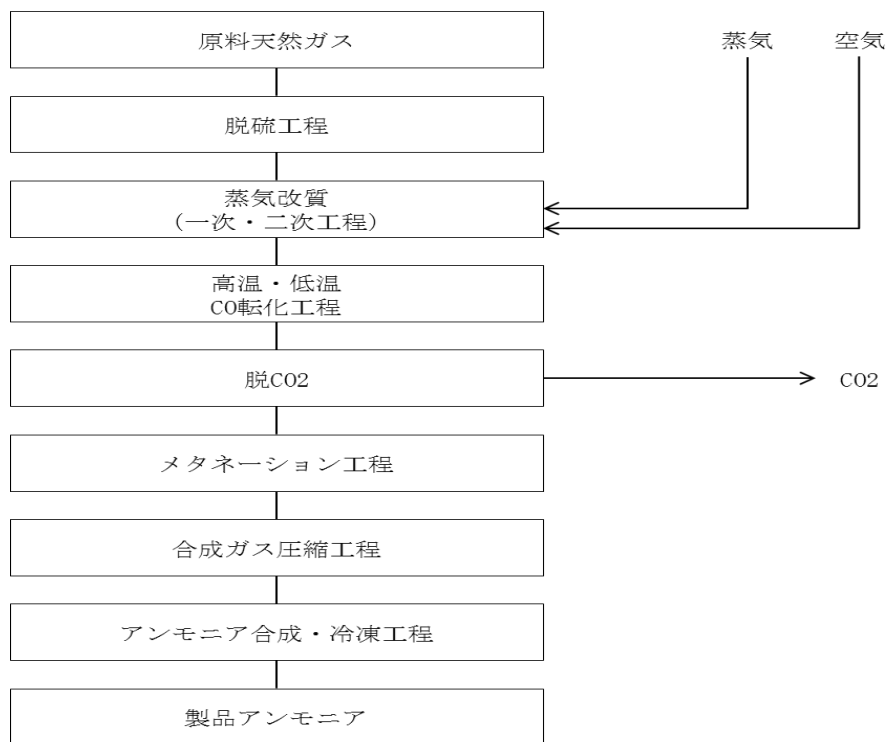 原料天然ガス
蒸気
空気
脱硫工程
蒸気改質
(一次・二次工程)
高温・低温
CO転化工程
脱CO2
CO2
メタネーション工程
合成ガス圧縮工程
アンモニア合成・冷凍工程
製品アンモニア